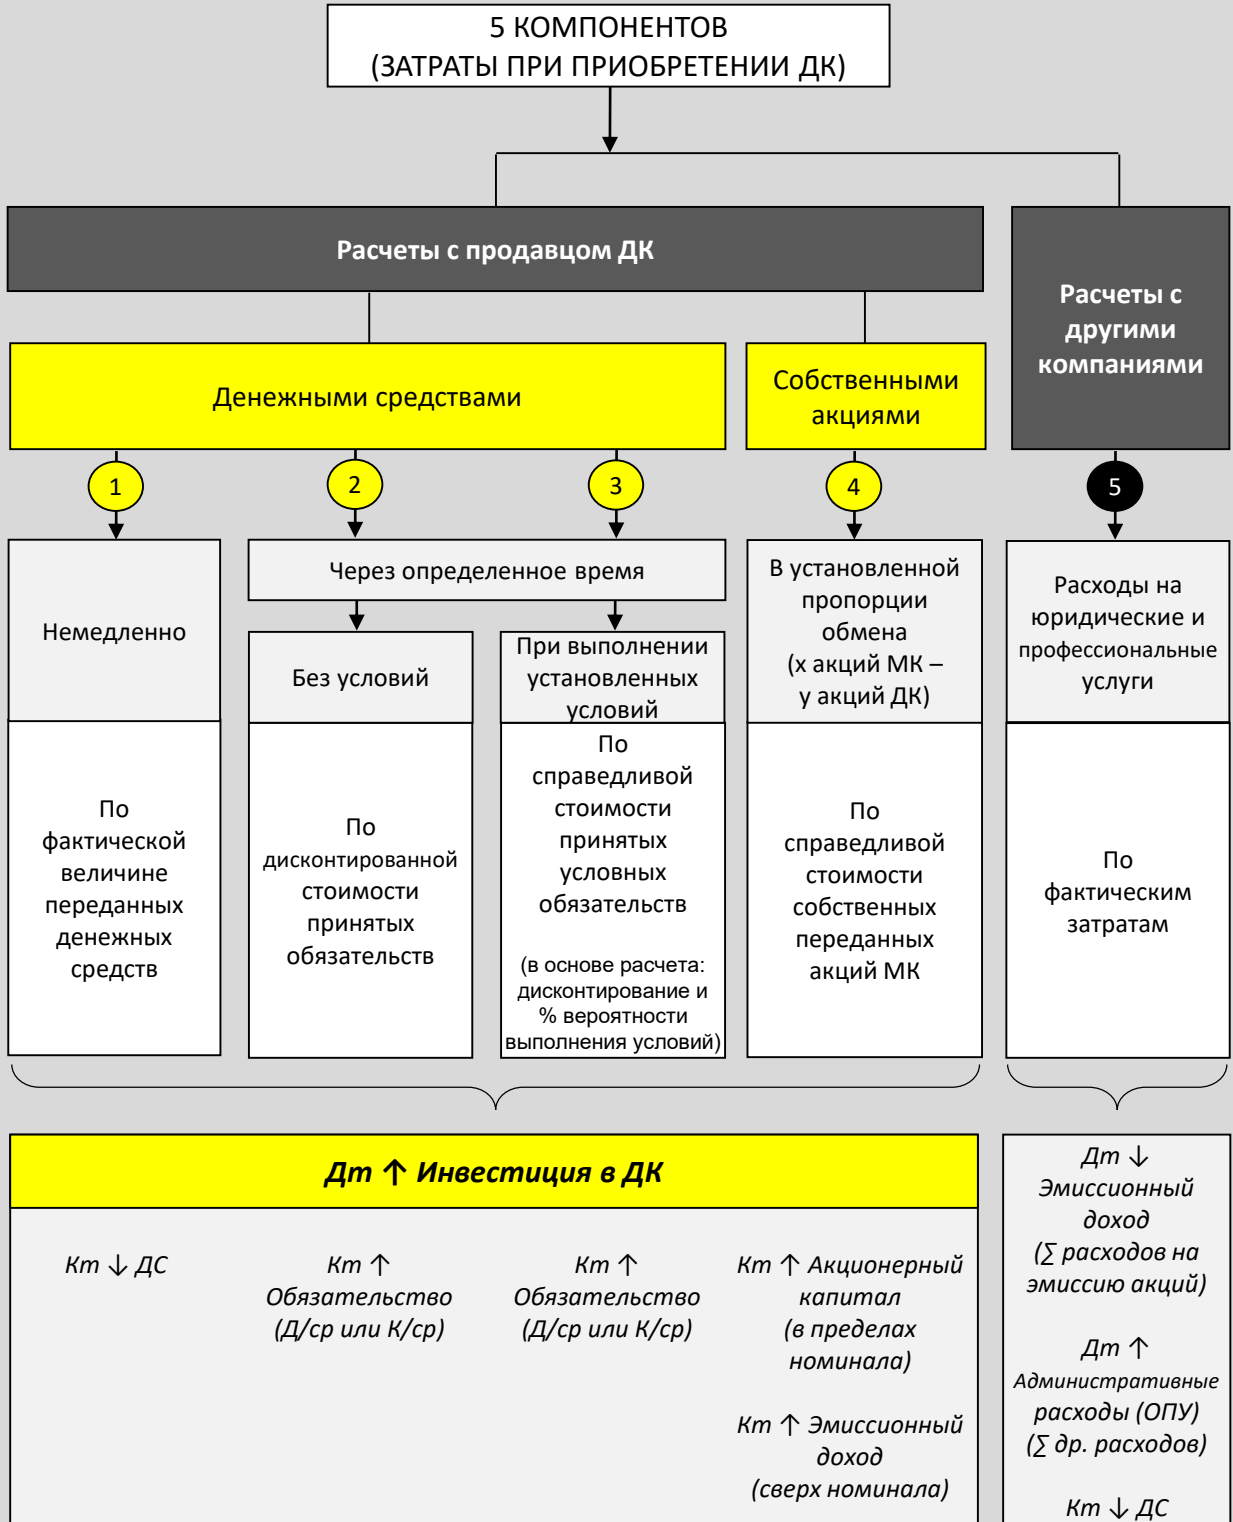 5 КОМПОНЕНТОВ
(ЗАТРАТЫ ПРИ ПРИОБРЕТЕНИИ ДК)
Расчеты с продавцом ДК
Расчеты с
другими
компаниями
Денежными средствами
Собственными
акциями
1
2
3
4
5
Немедленно
Через определенное время
Без условий
При выполнении
установленных
условий
В установленной
пропорции
обмена
(х акций МК –
у акций ДК)
Расходы на
юридические и
профессиональные
услуги
По
фактической
величине
переданных
денежных
средств
По
дисконтированной
стоимости
принятых
обязательств
По
справедливой
стоимости
принятых
условных
обязательств
(в основе расчета:
дисконтирование и
% вероятности
выполнения условий)
По
справедливой
стоимости
собственных
переданных
акций МК
По
фактическим
затратам
Дт ↑ Инвестиция в ДК
Кт ↓ ДС
Кт ↑
Обязательство
(Д/ср или К/ср)
Кт ↑
Обязательство
(Д/ср или К/ср)
Кт ↑ Акционерный
капитал
(в пределах
номинала)
Кт ↑ Эмиссионный
доход
(сверх номинала)
Дт ↓
Эмиссионный
доход
(∑ расходов на
эмиссию акций)
Дт ↑
Административные
расходы (ОПУ)
(∑ др. расходов)
Кт ↓ ДС